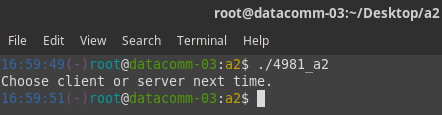 root@datacomm-03:~/Desktop/a2
File Edit View Search Terminal Help
16:59:49(-)root@datacomm-03:a2$ ./4981_a2
Choose client or server next time.
16:59:51(-)root@datacomm-03:a2$